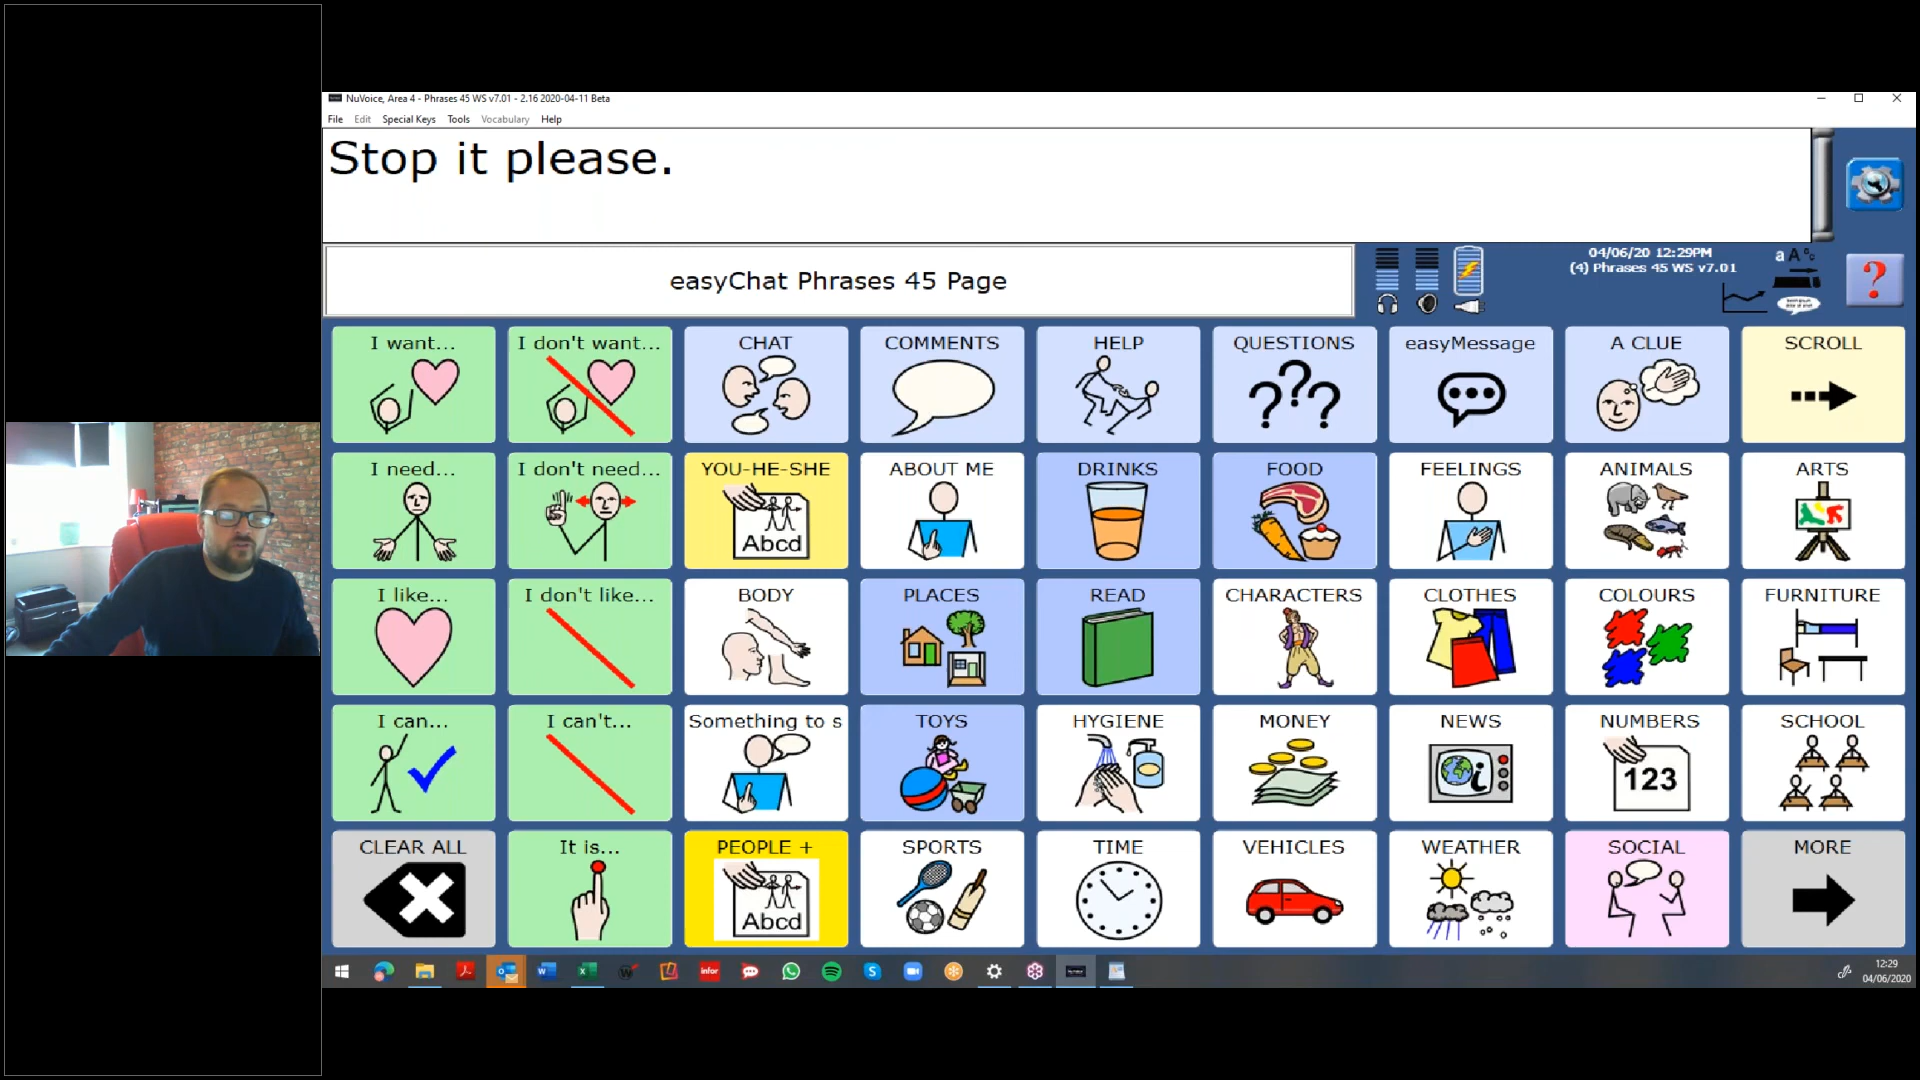 NuVoice, Area 4 - Phrases 45 WS v7.01 - 2.16 2020-04-11 Beta
File Edit Special Keys Tools Vocabulary Help
Stop it please.
easyChat Phrases 45 Page
04/06/20 12:29PM
(4) Phrases 45 WS v7.01
a A
?
I want... I don't want... CHAT COMMENTS HELP QUESTIONS easyMessage A CLUE SCROLL
???
I need... I don't need... YOU-HE-SHE ABOUT ME DRINKS FOOD FEELINGS ANIMALS ARTS
Abcd
I like... I don't like... BODY PLACES READ CHARACTERS CLOTHES COLOURS FURNITURE
I can... I can't... Something to s TOYS HYGIENE MONEY NEWS NUMBERS SCHOOL
i 123
CLEAR ALL It is... PEOPLE + SPORTS TIME VEHICLES WEATHER SOCIAL MORE
Abcd
infor
12:29
04/06/2020